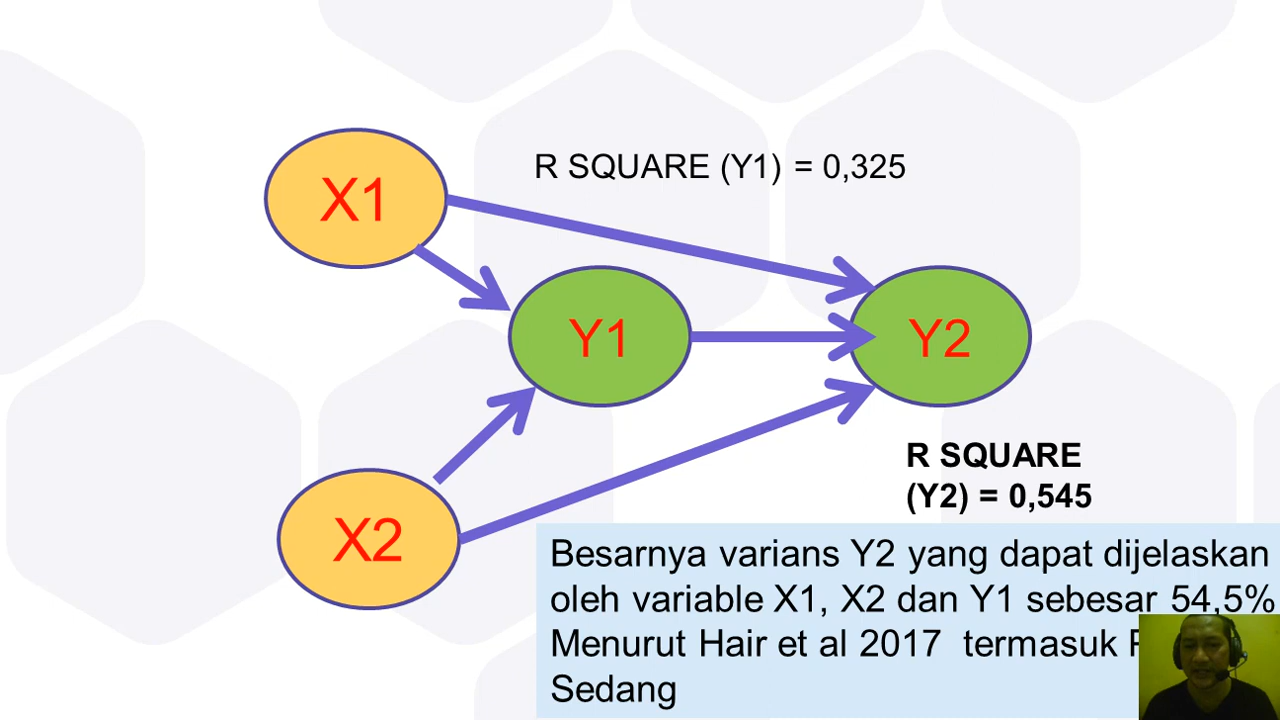 R SQUARE (Y1) = 0,325
X1
Y1
Y2
X2
R SQUARE
(Y2) = 0,545
Besarnya varians Y2 yang dapat dijelaskan
oleh variable X1, X2 dan Y1 sebesar 54,5%
Menurut Hair et al 2017 termasuk
Sedang